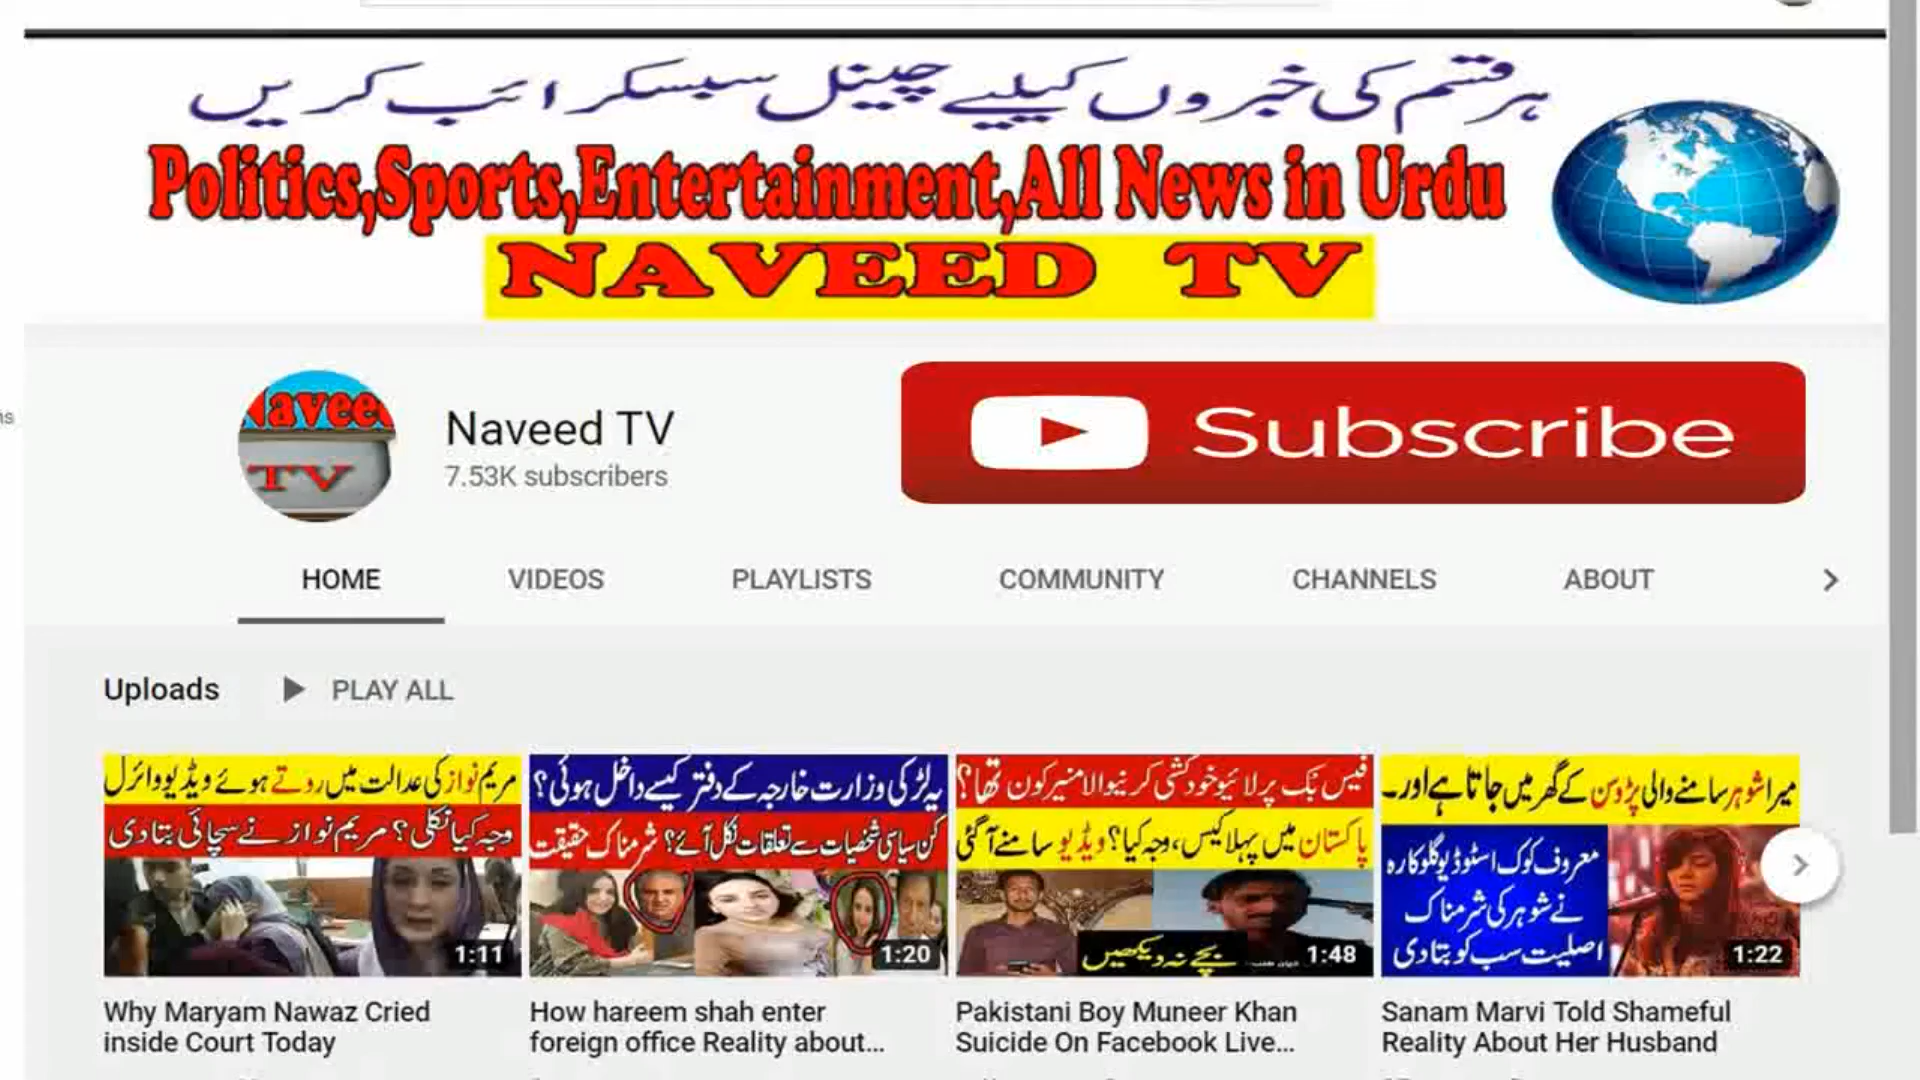 ہر قسم کی خبروں کیلیے چینل سبسکرائب کریں
Politics,Sports,Entertainment,All News in Urdu
NAVEED TV
Naveed
TV
Naveed TV
7.53K subscribers
Subscribe
HOME VIDEOS PLAYLISTS COMMUNITY CHANNELS ABOUT
Uploads PLAY ALL
مریم نواز کی عدالت میں روتے ہوئے ویڈیو وائرل
وجہ کیا نکلی؟ مریم نواز نے سچائی بتا دی
1:11
یہ لڑکی وزارت خارجہ کے دفتر کیسے داخل ہوئی؟
کن سیاسی شخصیات سے تعلقات نکل آئے؟ شرمناک حقیقت
1:20
فیس بک پر لائیو خودکشی کرنیوالا منیر کون تھا؟
پاکستان میں پہلا کیس، وجہ کیا؟ ویڈیو سامنے آگئی
بچے نہ دیکھیں
1:48
میرا شوہر سامنے والی پڑوسن کے گھر میں جاتا ہے اور۔
معروف کوک اسٹوڈیو گلوکارہ
نے شوہر کی شرمناک
اصلیت سب کو بتا دی
1:22
Why Maryam Nawaz Cried
inside Court Today
How hareem shah enter
foreign office Reality about...
Pakistani Boy Muneer Khan
Suicide On Facebook Live...
Sanam Marvi Told Shameful
Reality About Her Husband